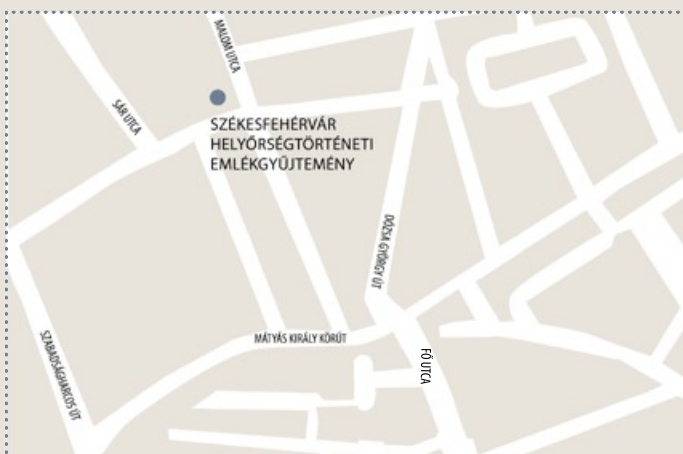 MALOM UTCA
SÁR UTCA
SZÉKESFEHÉRVÁR
HELYŐRSÉGTÖRTÉNETI
EMLÉKGYŰJTEMÉNY
DÓZSA GYÖRGY ÚT
MÁTYÁS KIRÁLY KÖRÚT
SZABADSÁGHARCOS ÚT
FŐ UTCA